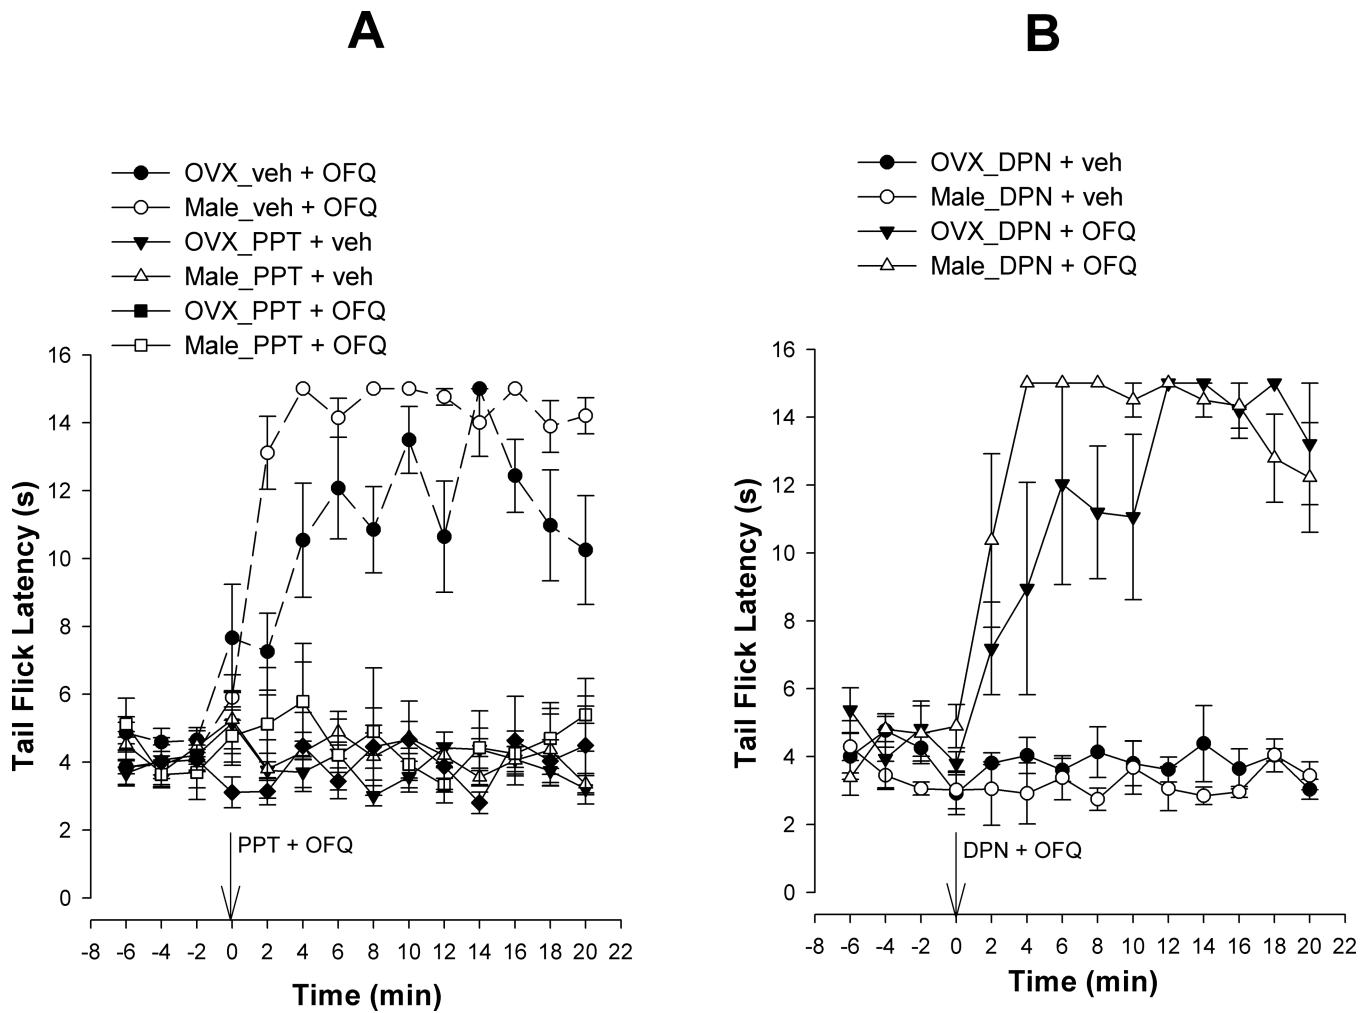 A
OVX_veh + OFQ
Male_veh + OFQ
OVX_PPT + veh
Male_PPT + veh
OVX_PPT + OFQ
Male_PPT + OFQ
Tail Flick Latency (s)
16
14
12
10
8
6
4
2
0
PPT + OFQ
-8 -6 -4 -2 0 2 4 6 8 10 12 14 16 18 20 22
Time (min)
B
OVX_DPN + veh
Male_DPN + veh
OVX_DPN + OFQ
Male_DPN + OFQ
Tail Flick Latency (s)
16
14
12
10
8
6
4
2
0
DPN + OFQ
-8 -6 -4 -2 0 2 4 6 8 10 12 14 16 18 20 22
Time (min)